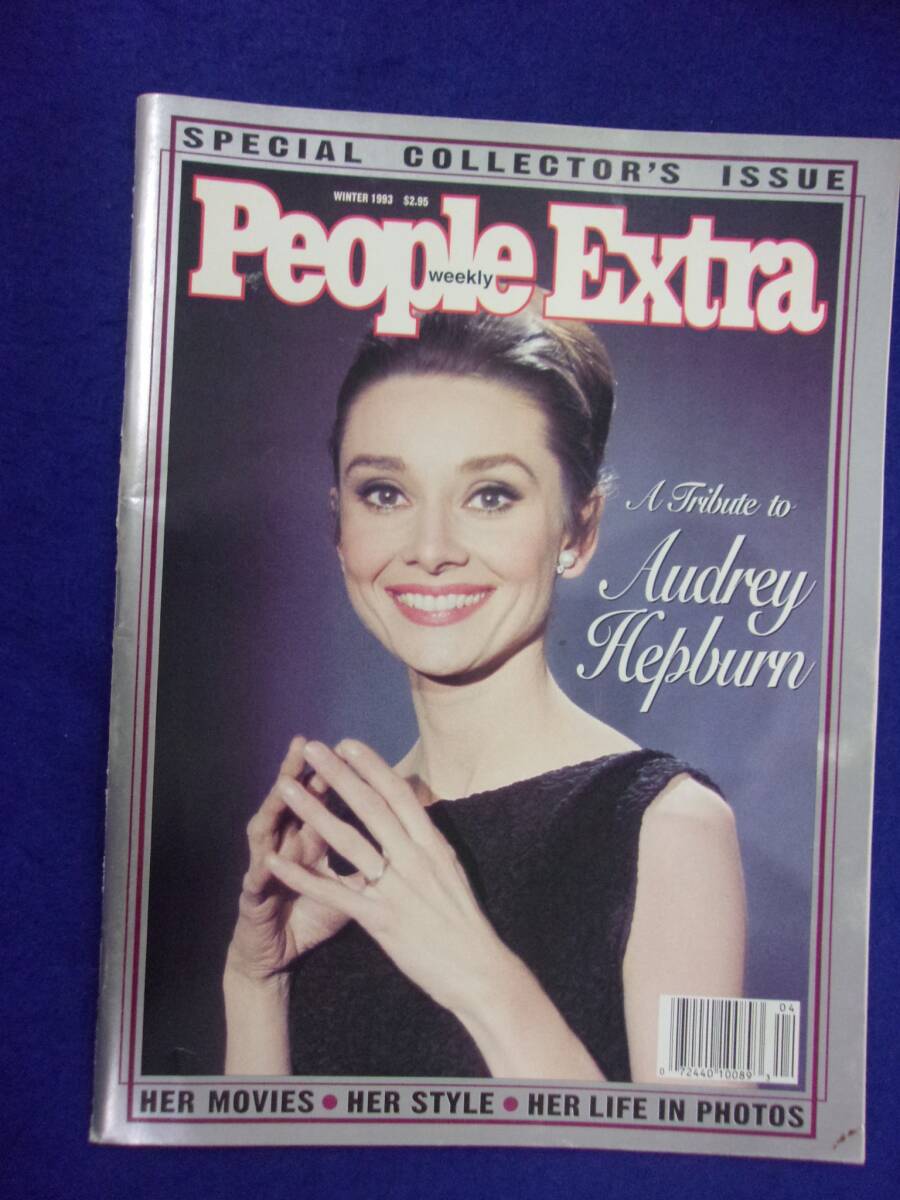 SPECIAL COLLECTOR'S ISSUE
WINTER 1993 $2.95
People weekly Extra
A Tribute to
Audrey
Hepburn
04
0 72440 10089 3
HER MOVIES • HER STYLE • HER LIFE IN PHOTOS